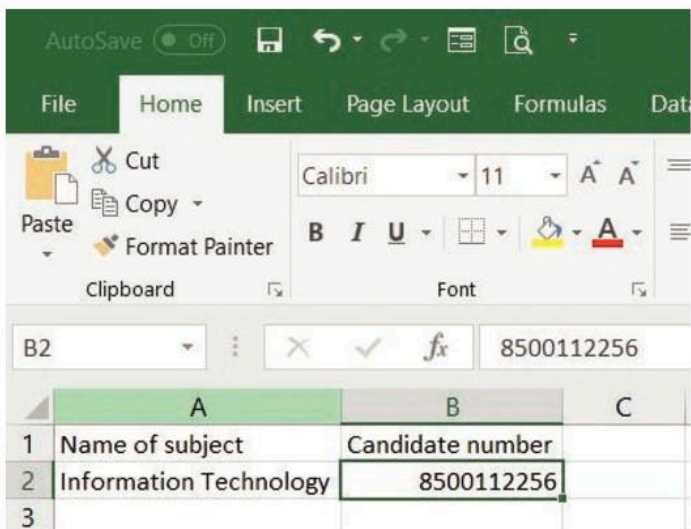 AutoSave Off
File Home Insert Page Layout Formulas Data
Cut
Calibri 11 A A
Copy
Paste
B I U A
Format Painter
Clipboard Font
B2 fx 8500112256
A B C
1 Name of subject Candidate number
2 Information Technology 8500112256
3